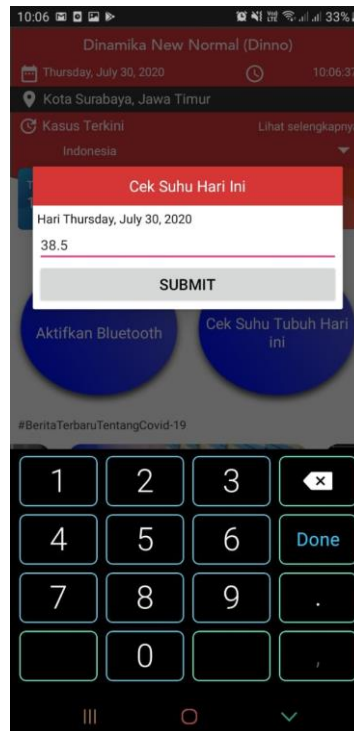 10:06 33%
Dinamika New Normal (Dinno)
Thursday, July 30, 2020 10:06:37
Kota Surabaya, Jawa Timur
Kasus Terkini Lihat selengkapny
Indonesia
Cek Suhu Hari Ini
Hari Thursday, July 30, 2020
38.5
SUBMIT
Aktifkan Bluetooth
Cek Suhu Tubuh Hari
ini
#BeritaTerbaruTentangCovid-19
1 2 3
4 5 6 Done
7 8 9 .
0 ,